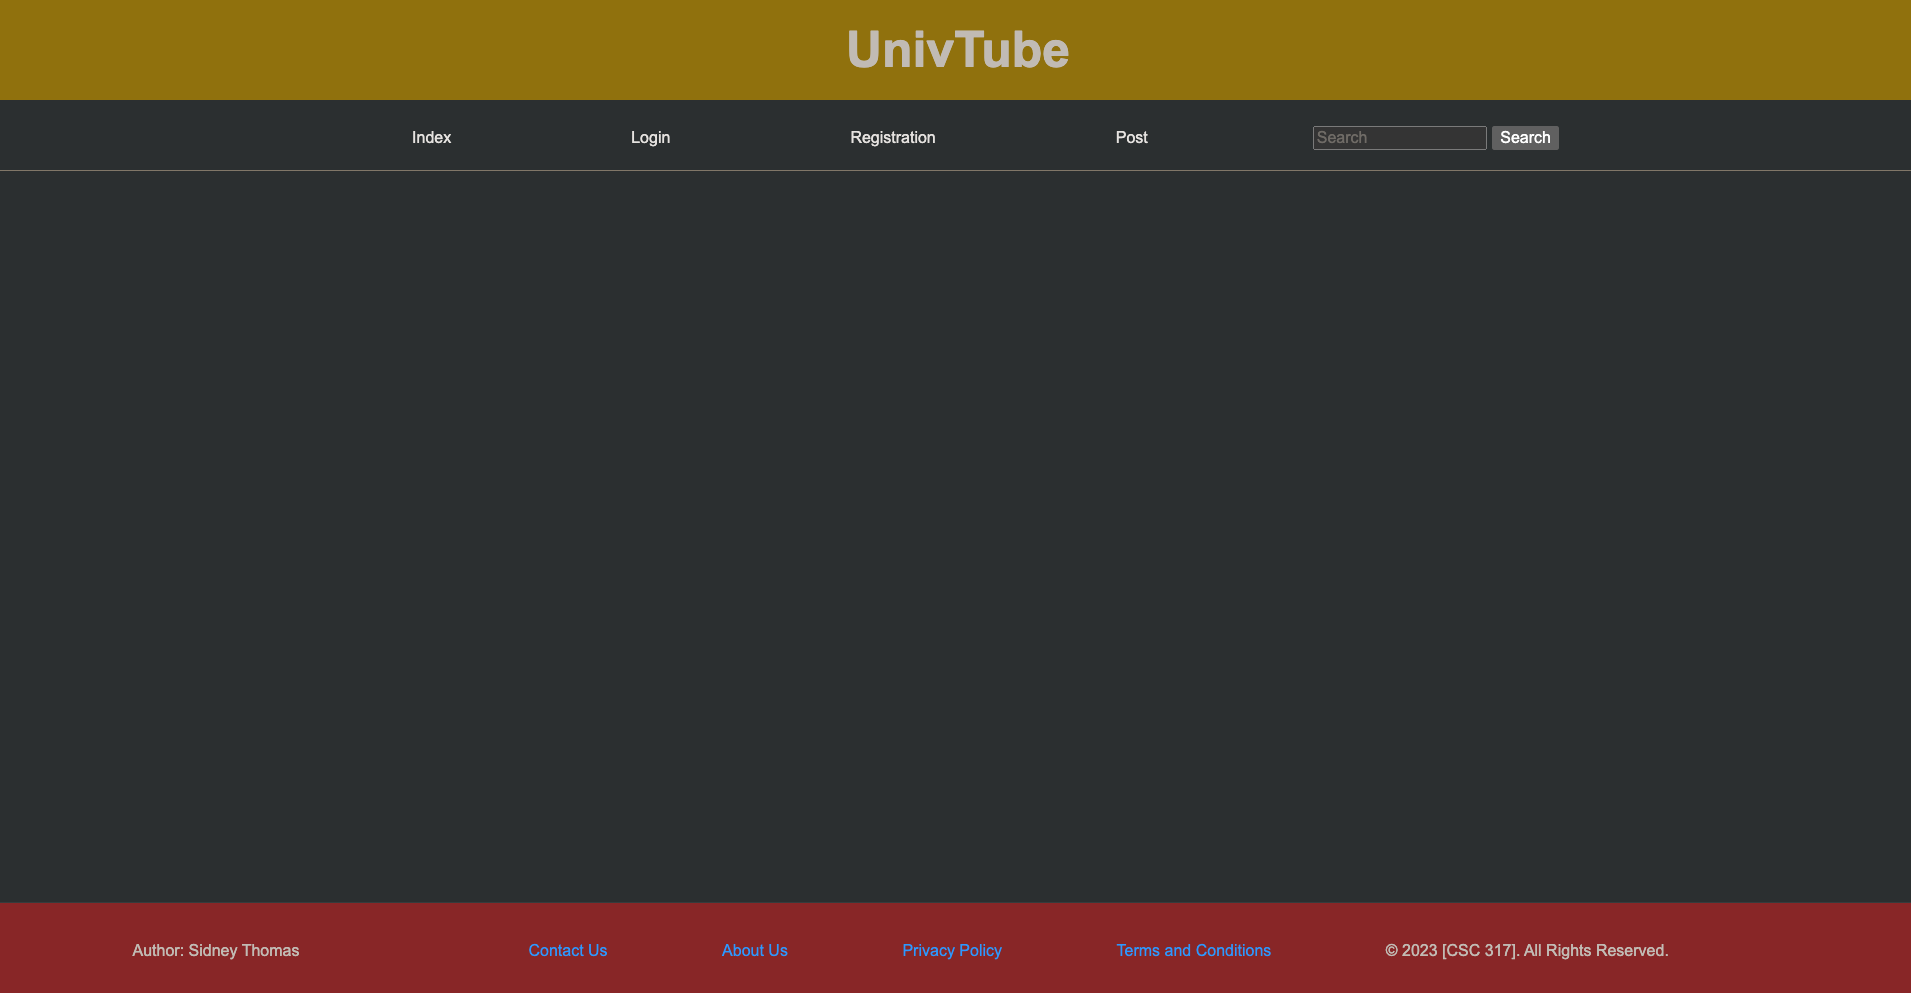 UnivTube
Index Login Registration Post Search Search
Author: Sidney Thomas Contact Us About Us Privacy Policy Terms and Conditions © 2023 [CSC 317]. All Rights Reserved.